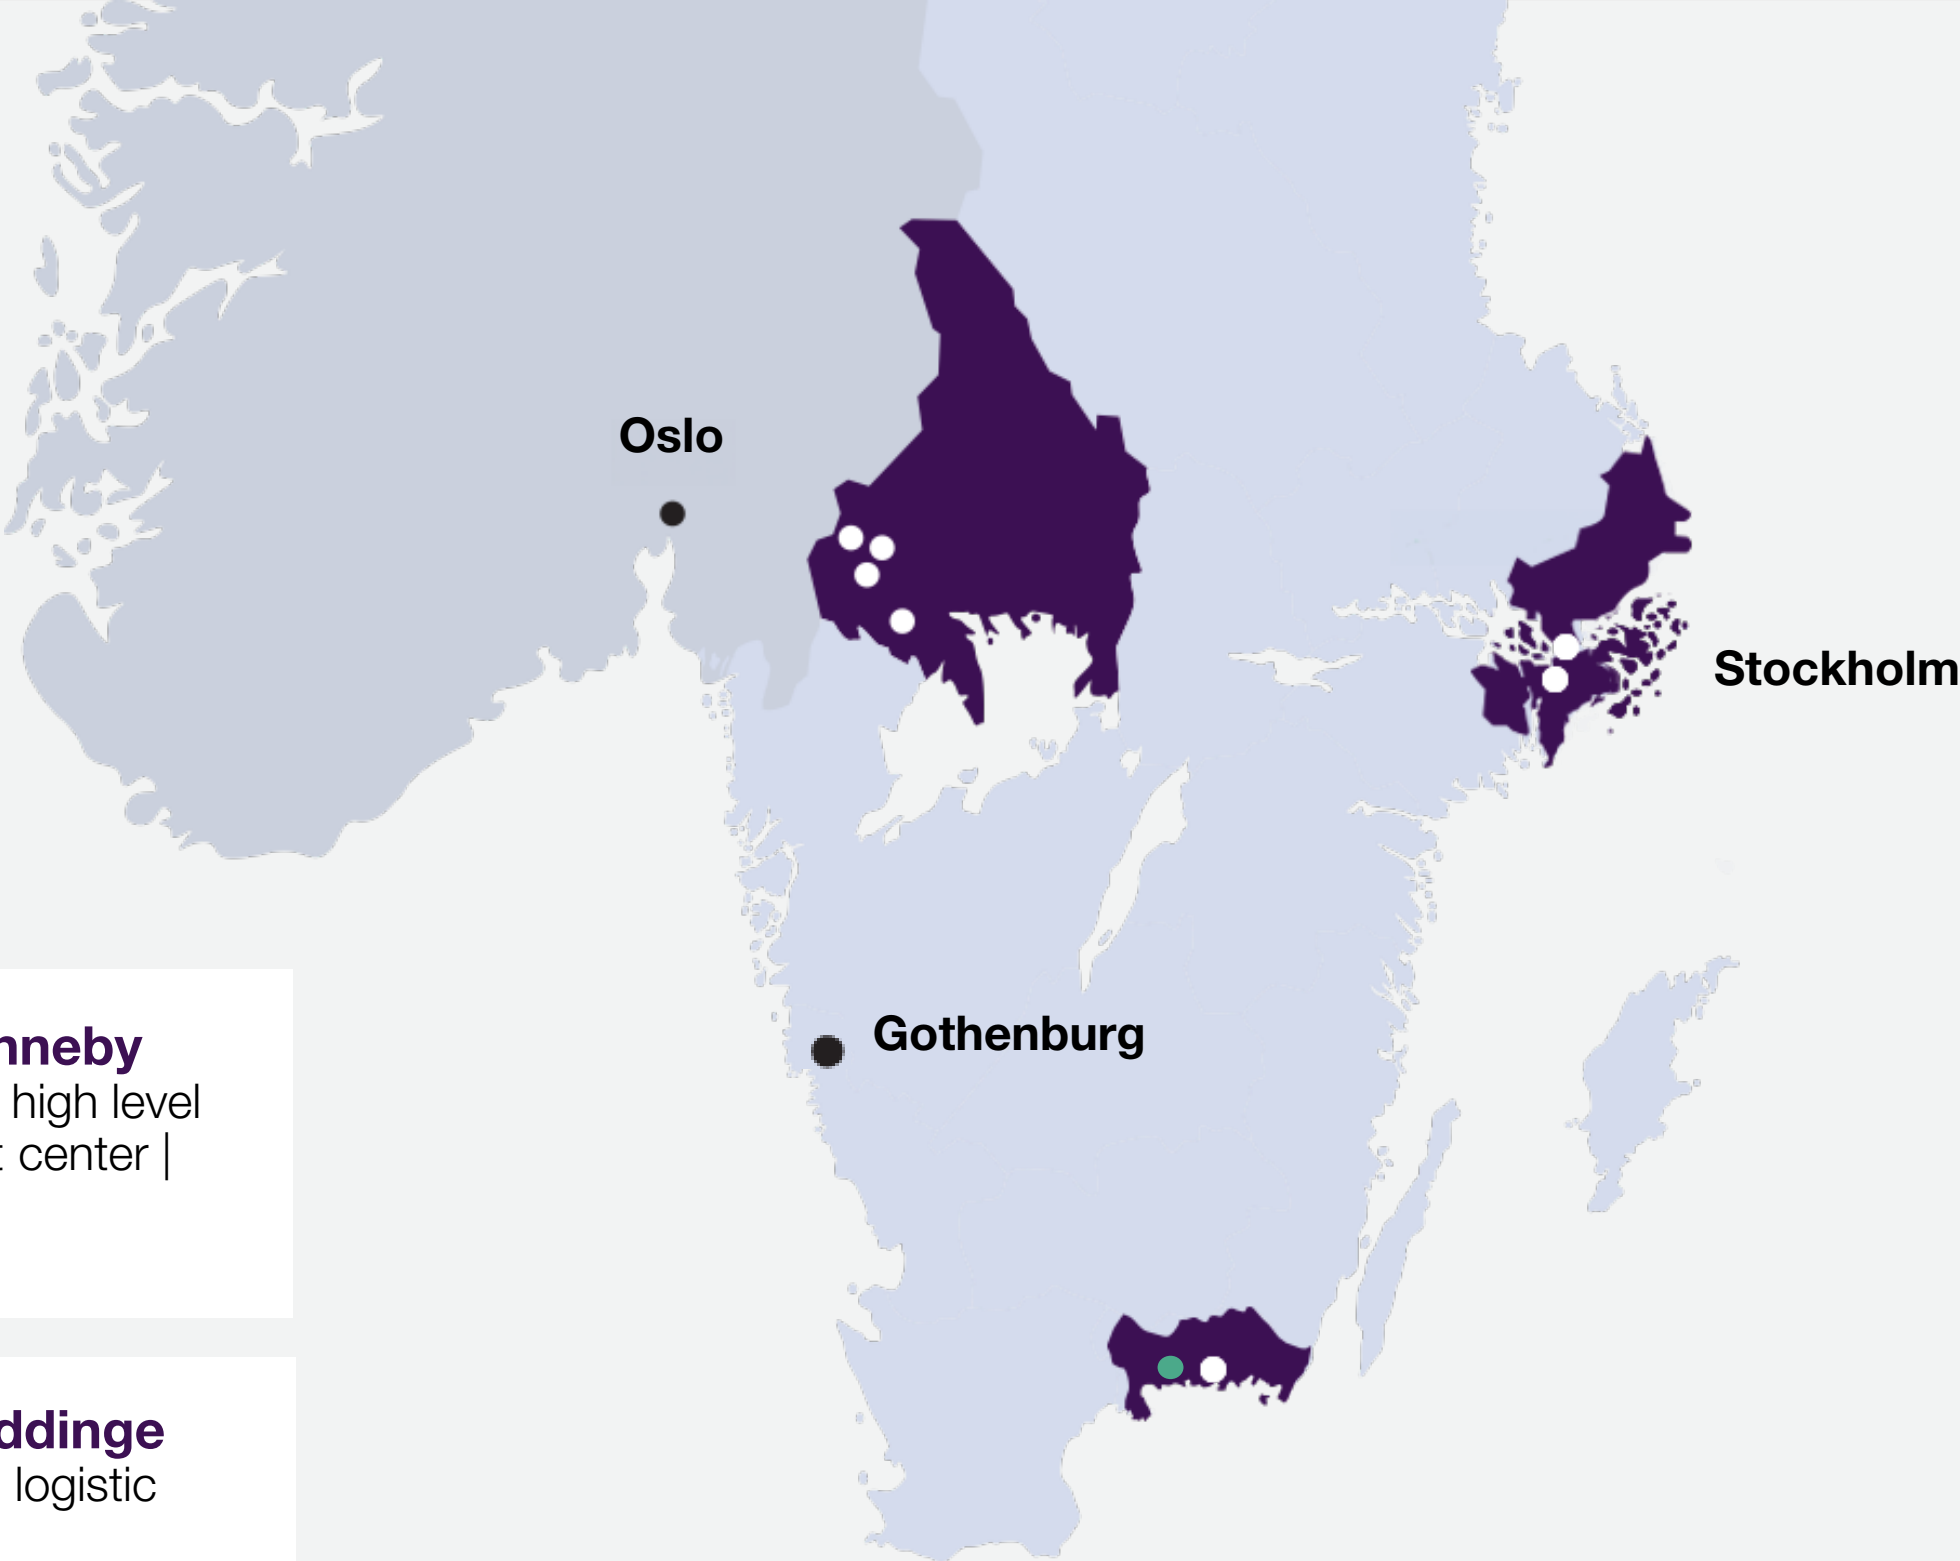 Oslo
Stockholm
Gothenburg
nneby
high level
center |
ddinge
logistic